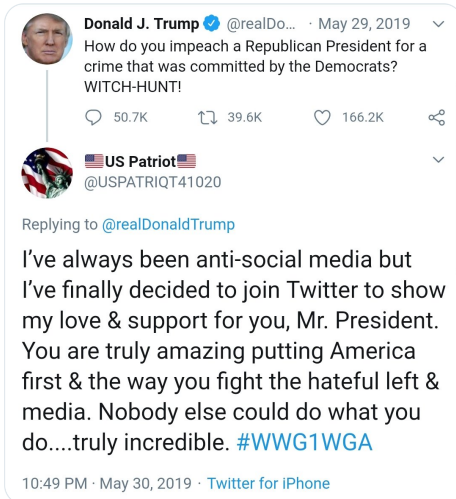 Donald J. Trump @realDo... · May 29, 2019
How do you impeach a Republican President for a
crime that was committed by the Democrats?
WITCH-HUNT!
50.7K 39.6K 166.2K
US Patriot
@USPATRIQT41020
Replying to @realDonaldTrump
I’ve always been anti-social media but
I’ve finally decided to join Twitter to show
my love & support for you, Mr. President.
You are truly amazing putting America
first & the way you fight the hateful left &
media. Nobody else could do what you
do....truly incredible. #WWG1WGA
10:49 PM · May 30, 2019 · Twitter for iPhone